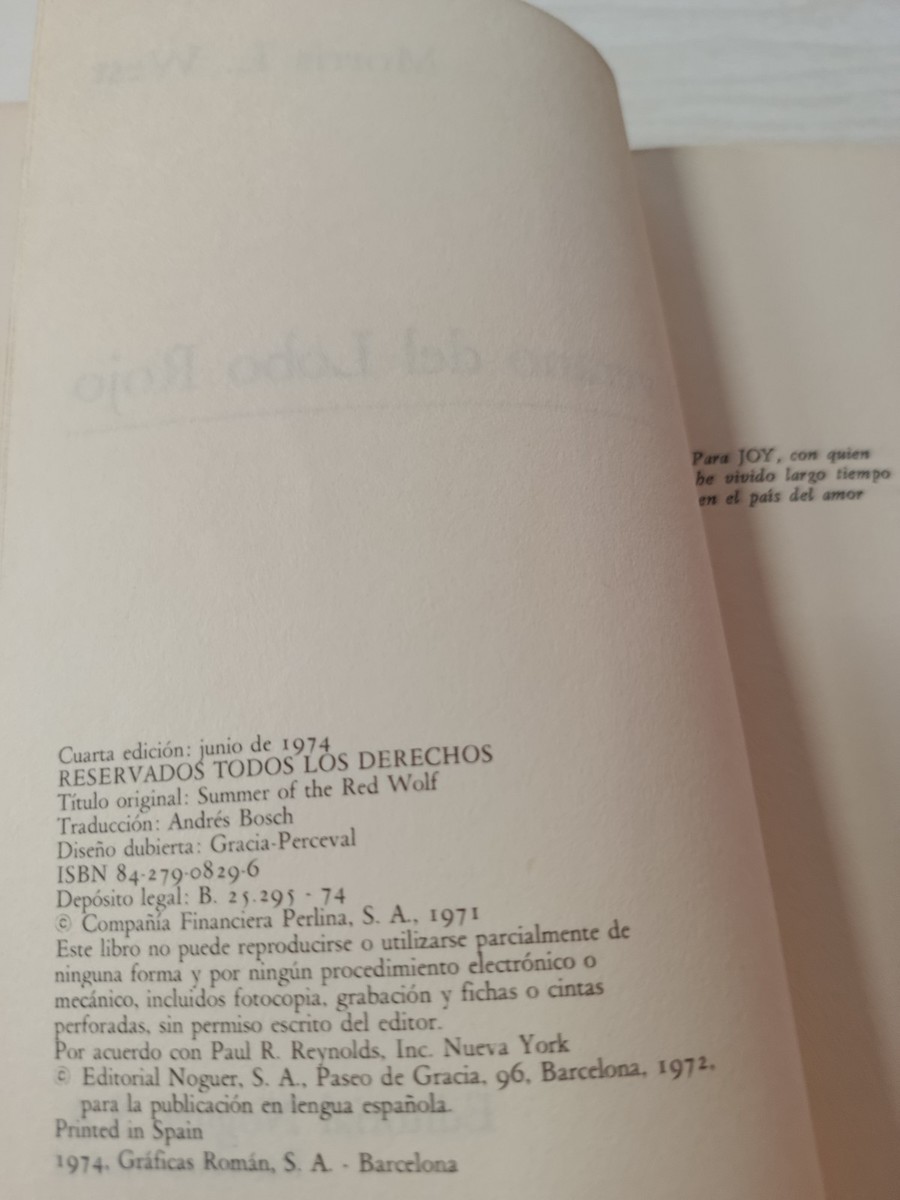 Cuarta edición: junio de 1974
RESERVADOS TODOS LOS DERECHOS
Título original: Summer of the Red Wolf
Traducción: Andrés Bosch
Diseño dubierta: Gracia-Perceval
ISBN 84-279-0829-6
Depósito legal: B. 25.295 - 74
© Compañía Financiera Perlina, S. A., 1971
Este libro no puede reproducirse o utilizarse parcialmente de
ninguna forma y por ningún procedimiento electrónico o
mecánico, incluidos fotocopia, grabación y fichas o cintas
perforadas, sin permiso escrito del editor.
Por acuerdo con Paul R. Reynolds, Inc. Nueva York
© Editorial Noguer, S. A., Paseo de Gracia, 96, Barcelona, 1972,
para la publicación en lengua española.
Printed in Spain
1974, Gráficas Román, S. A. - Barcelona
Para JOY, con quien
he vivido largo tiempo
en el país del amor